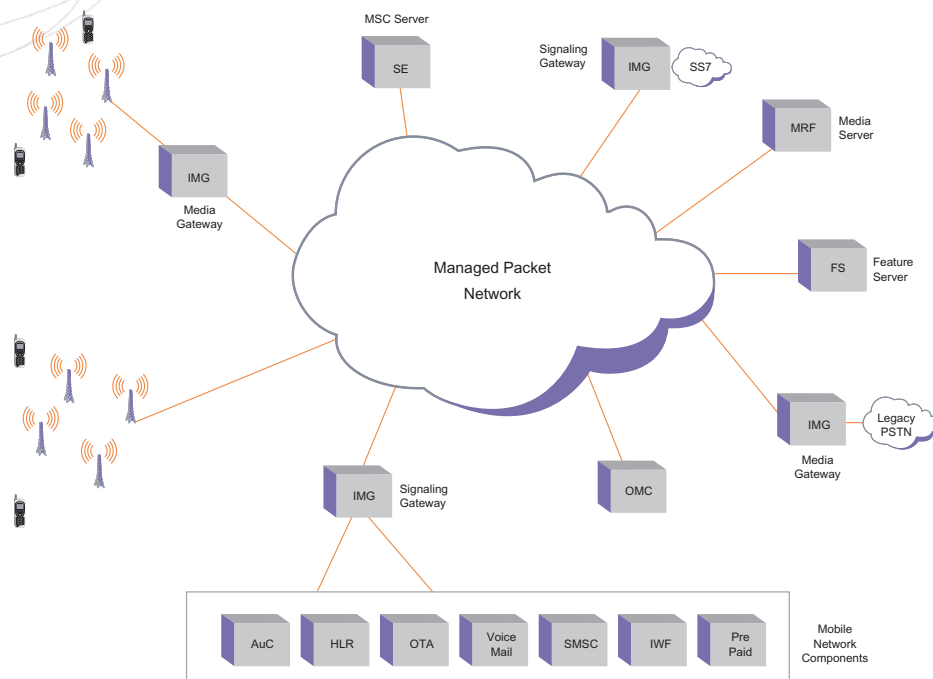 MSC Server
SE
Signaling
Gateway
IMG
SS7
MRF
Media
Server
IMG
Media
Gateway
Managed Packet
Network
FS
Feature
Server
IMG
Media
Gateway
Legacy
PSTN
IMG
Signaling
Gateway
OMC
AuC
HLR
OTA
Voice
Mail
SMSC
IWF
Pre
Paid
Mobile
Network
Components